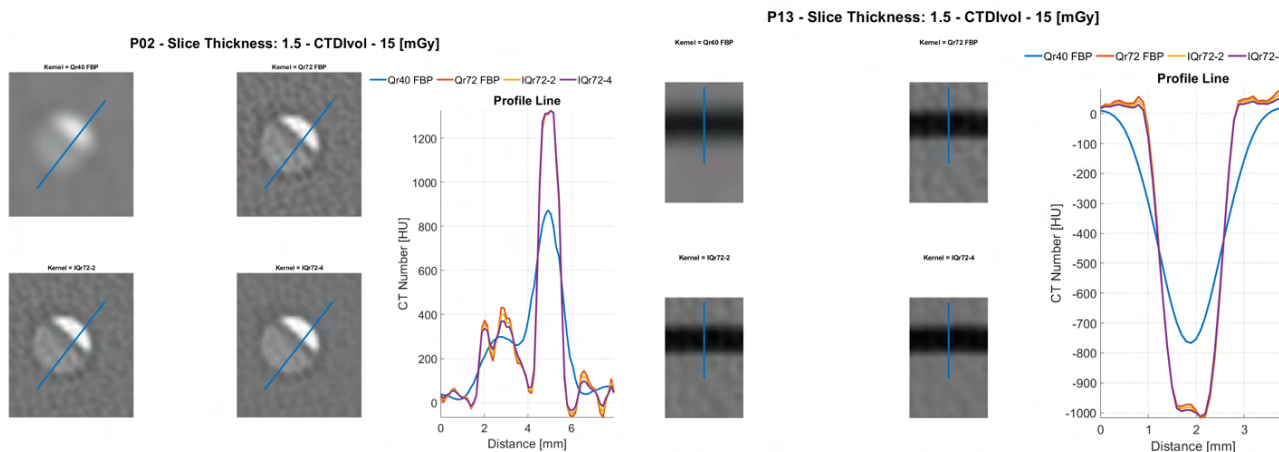 P02 - Slice Thickness: 1.5 - CTDIvol - 15 [mGy]
Kernel = Qr40 FBP
Kernel = Qr72 FBP
Kernel = IQr72-2
Kernel = IQr72-4
Qr40 FBP Qr72 FBP IQr72-2 IQr72-4
Profile Line
CT Number [HU]
1200
1000
800
600
400
200
0
0 2 4 6
Distance [mm]
P13 - Slice Thickness: 1.5 - CTDIvol - 15 [mGy]
Kernel = Qr40 FBP
Kernel = Qr72 FBP
Kernel = IQr72-2
Kernel = IQr72-4
Qr40 FBP Qr72 FBP IQr72-2 IQr72-
Profile Line
CT Number [HU]
0
-100
-200
-300
-400
-500
-600
-700
-800
-900
-1000
0 1 2 3
Distance [mm]